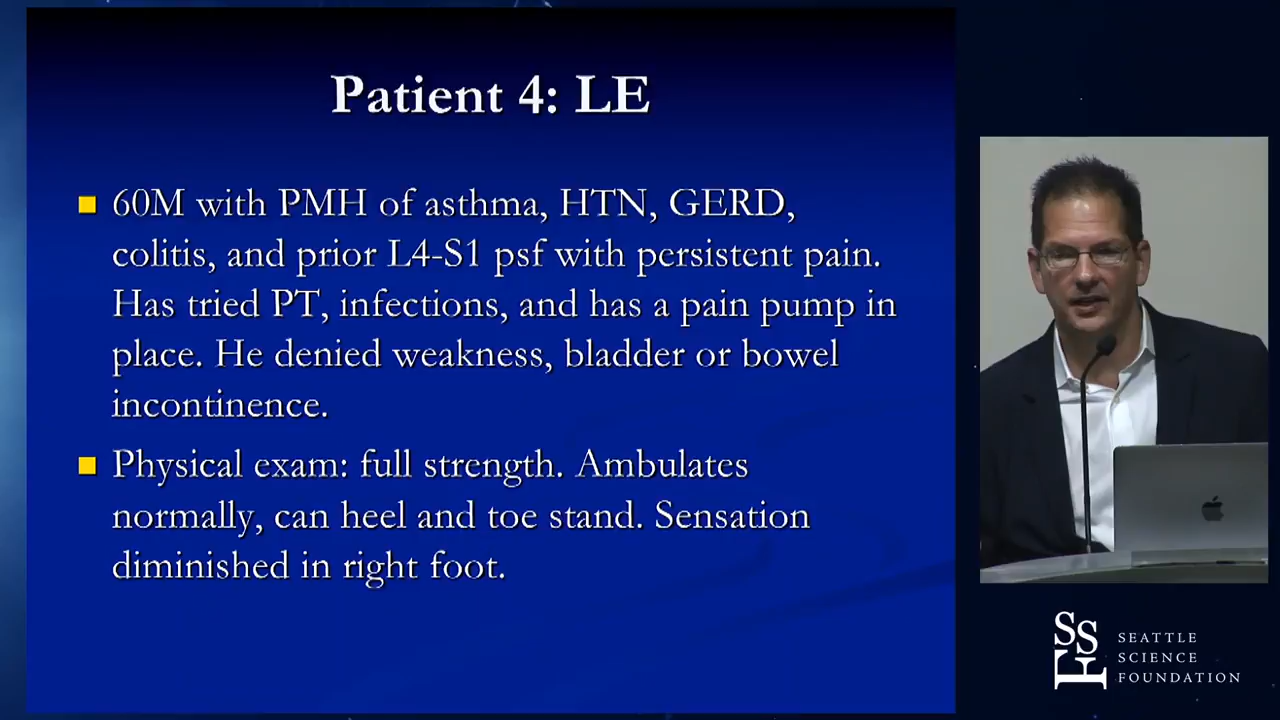 Patient 4: LE
60M with PMH of asthma, HTN, GERD,
colitis, and prior L4-S1 psf with persistent pain.
Has tried PT, infections, and has a pain pump in
place. He denied weakness, bladder or bowel
incontinence.
Physical exam: full strength. Ambulates
normally, can heel and toe stand. Sensation
diminished in right foot.
SSF
SEATTLE
SCIENCE
FOUNDATION